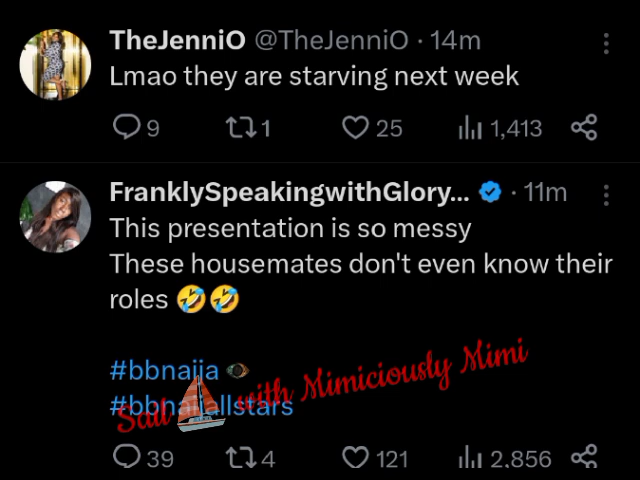 TheJenniO @TheJenniO · 14m
Lmao they are starving next week
9 1 25 1,413
FranklySpeakingwithGlory... · 11m
This presentation is so messy
These housemates don't even know their
roles 🤣🤣
#bbnaija
#bbnaijallstars
Sail with Mimiciously Mimi
39 4 121 2,856